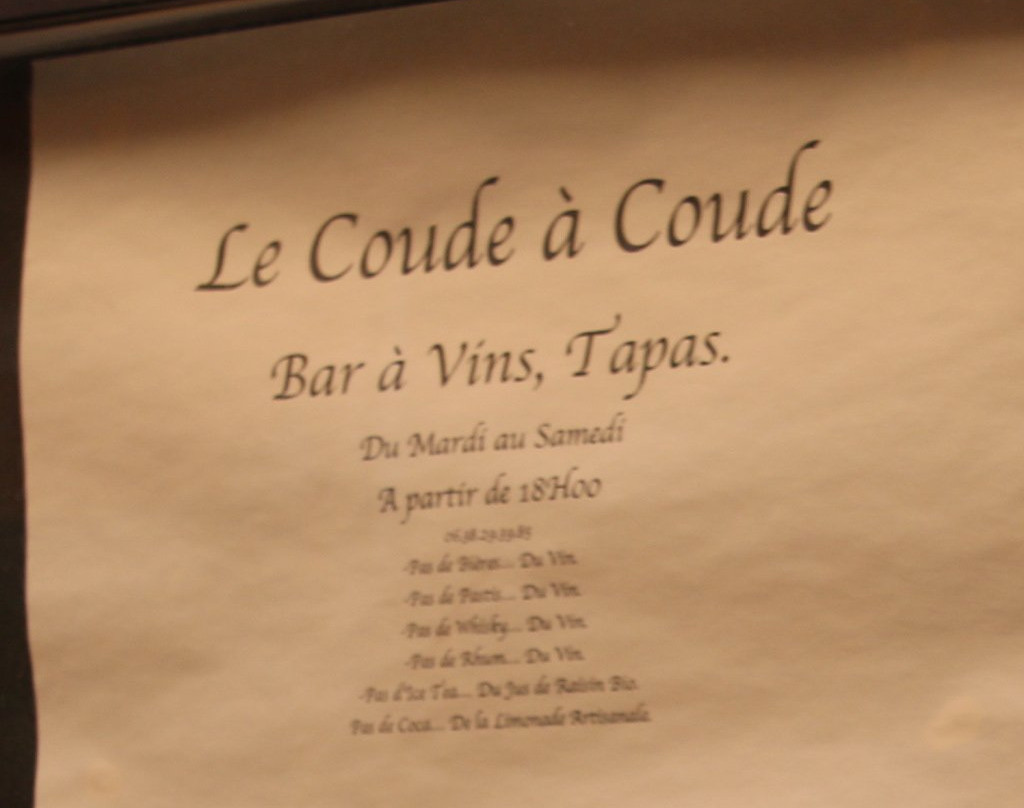 Le Coude à Coude
Bar à Vins, Tapas.
Du Mardi au Samedi
A partir de 18H00
-Pas de Bières... Du Vin.
-Pas de Pastis... Du Vin.
-Pas de Whisky... Du Vin.
-Pas de Rhum... Du Vin.
-Pas d'Ice Tea... Du Jus de Raisin Bio.
Pas de Coca... De la Limonade Artisanale.